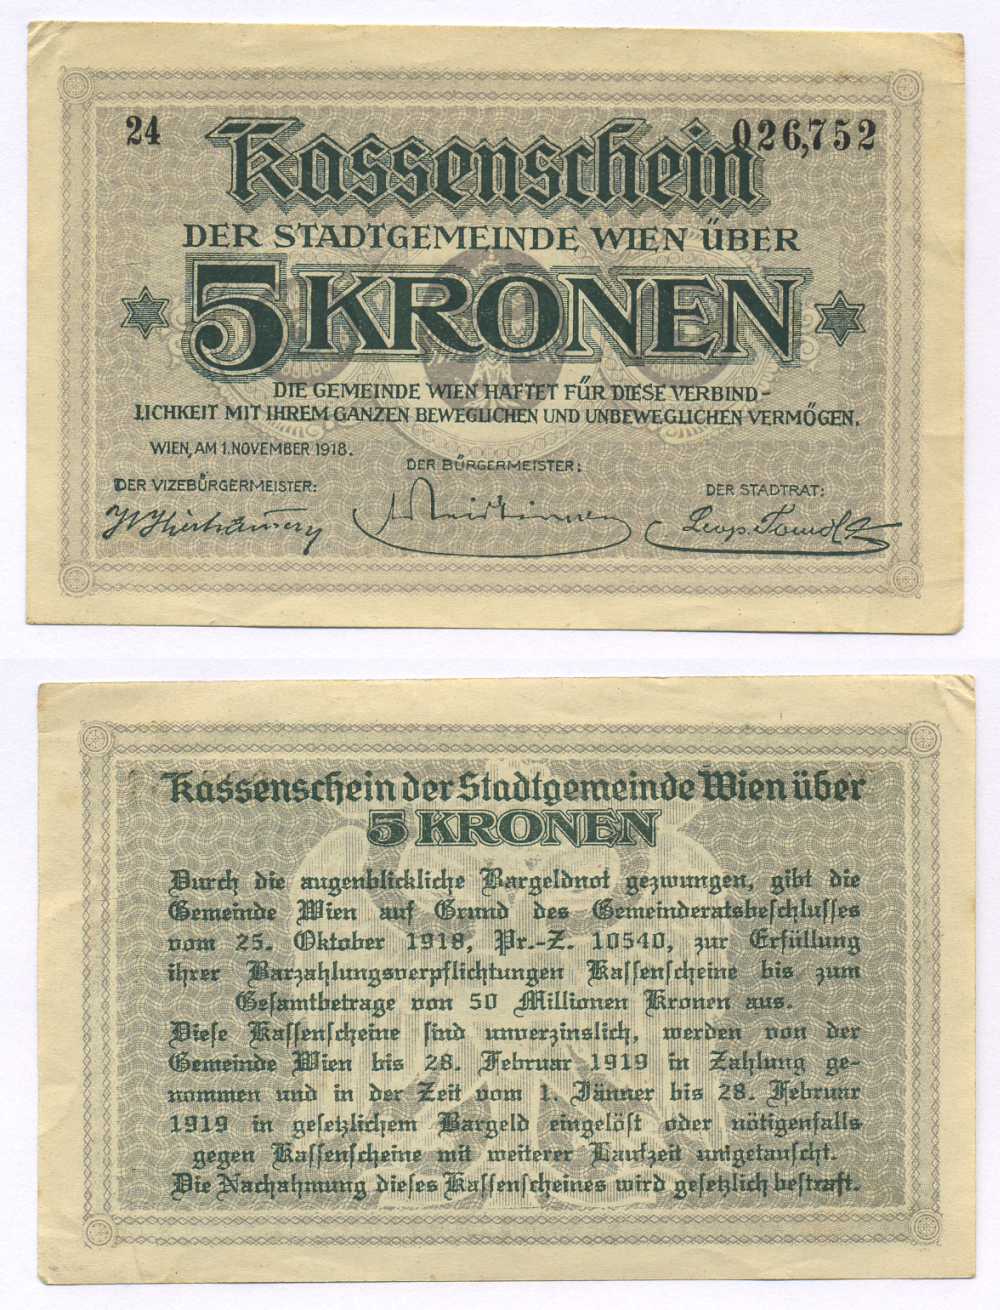 24
026,752
Kassenschein
DER STADTGEMEINDE WIEN ÜBER
5 KRONEN
DIE GEMEINDE WIEN HAFTET FÜR DIESE VERBIND-
LICHKEIT MIT IHREM GANZEN BEWEGLICHEN UND UNBEWEGLICHEN VERMÖGEN.
WIEN, AM 1. NOVEMBER 1918.
DER BÜRGERMEISTER:
DER VIZEBÜRGERMEISTER:
DER STADTRAT:
Kassenschein der Stadtgemeinde Wien über
5 KRONEN
Durch die augenblickliche Bargeldnot gezwungen, gibt die
Gemeinde Wien auf Grund des Gemeinderatsbeschlusses
vom 25. Oktober 1918, Pr.-Z. 10540, zur Erfüllung
ihrer Barzahlungsverpflichtungen Kassenscheine bis zum
Gesamtbetrage von 50 Millionen Kronen aus.
Diese Kassenscheine sind unverzinslich, werden von der
Gemeinde Wien bis 28. Februar 1919 in Zahlung ge-
nommen und in der Zeit vom 1. Jänner bis 28. Februar
1919 in gesetzlichem Bargeld eingelöst oder nötigenfalls
gegen Kassenscheine mit weiterer Laufzeit umgetauscht.
Die Nachahmung dieses Kassenscheines wird gesetzlich bestraft.